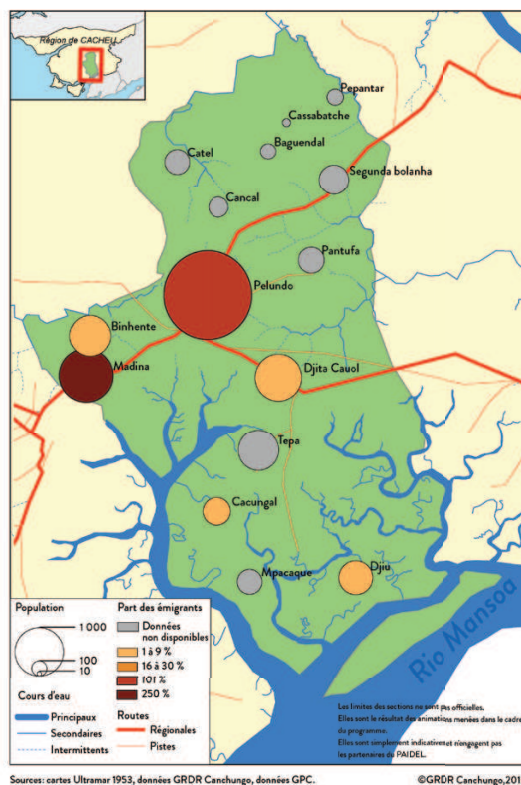 Région de CACHEU
Pepantar
Cassabatche
Baguendal
Catel
Segunda bolanha
Cancal
Pantufa
Pelundo
Binhente
Madina
Djita Cauol
Tepa
Cacungal
Mpacaque
Djiu
Rio Mansoa
Population
1 000
100
10
Part des émigrants
Données
non disponibles
1 à 9 %
16 à 30 %
101 %
250 %
Cours d'eau
Principaux
Secondaires
Intermittents
Routes
Régionales
Pistes
Les limites des sections ne sont pas officielles.
Elles sont le résultat des animations menées dans le cadre
du programme.
Elles sont simplement indicatives et n'engagent pas
les partenaires du PAIDEL.
Sources: cartes Ultramar 1953, données GRDR Canchungo, données GPC.
©GRDR Canchungo,201